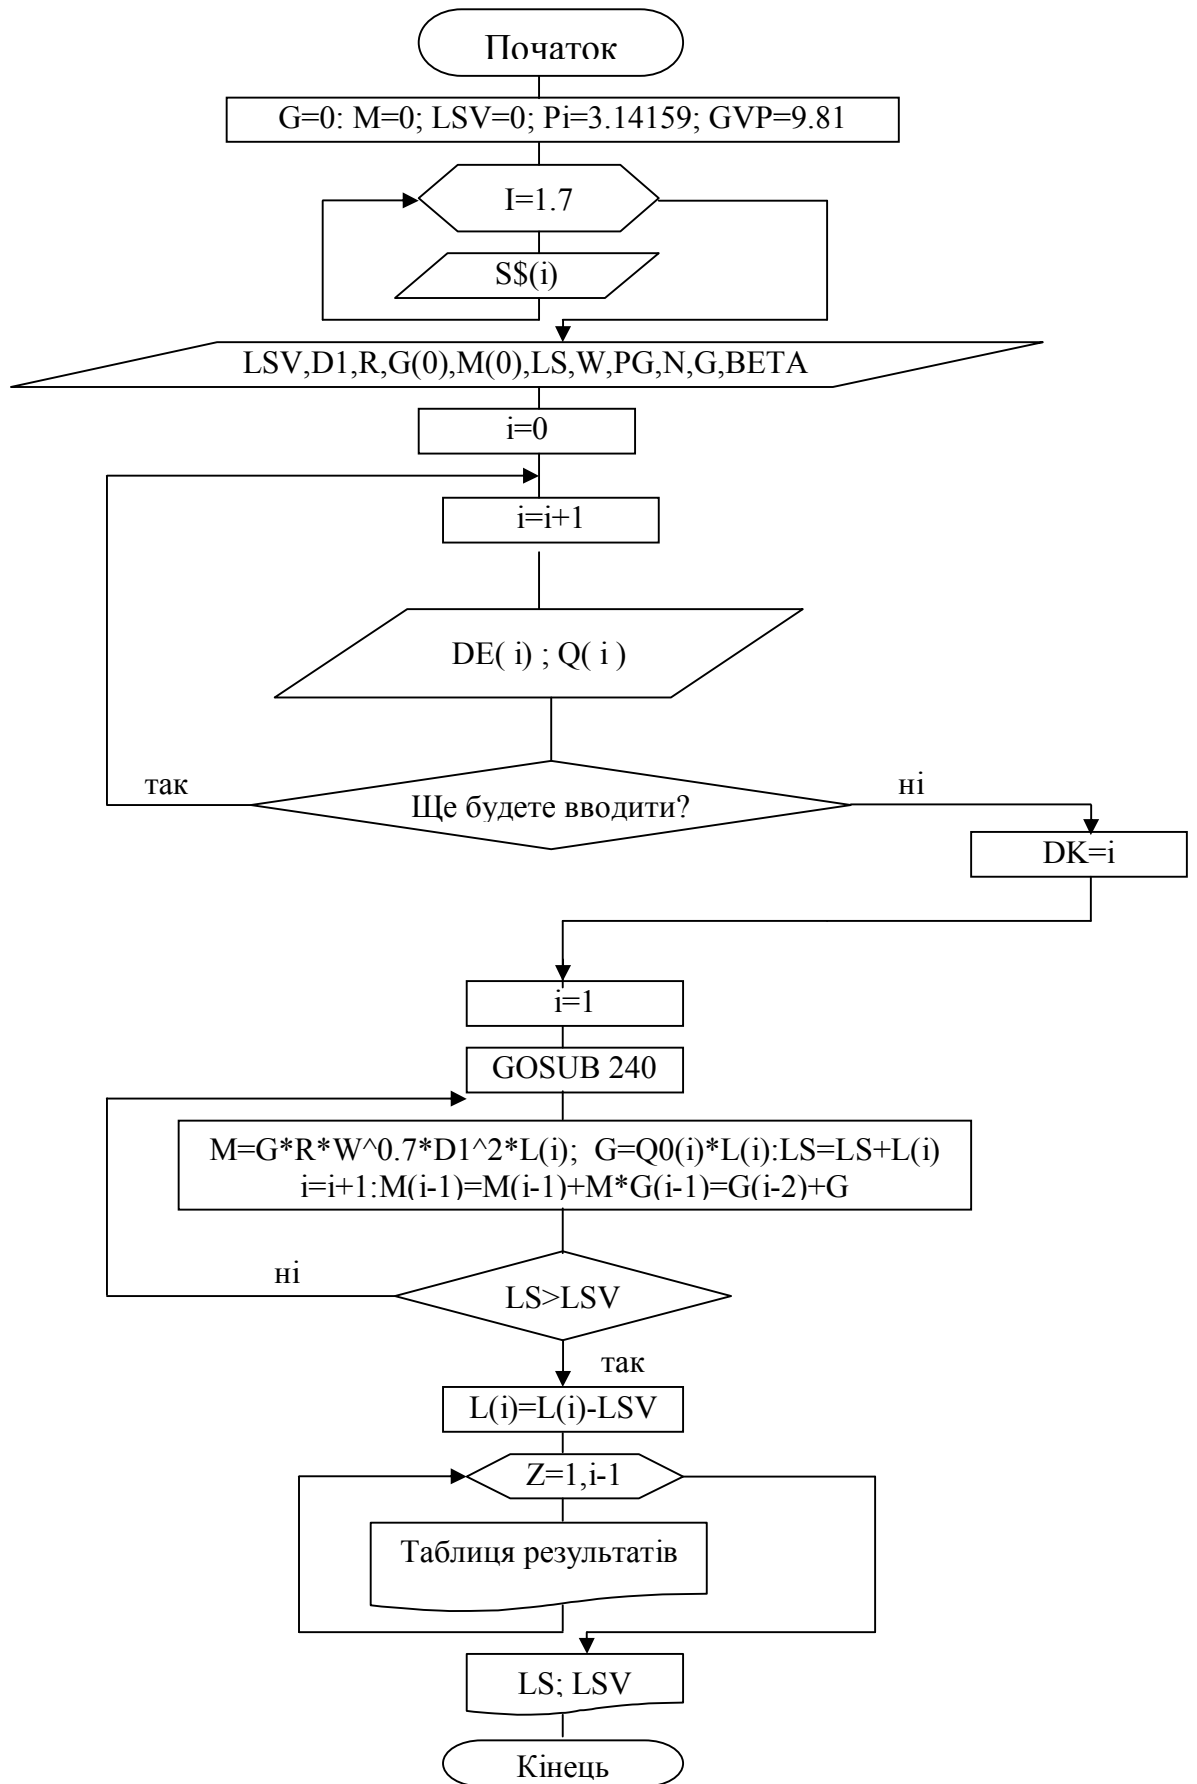 Початок
G=0: M=0; LSV=0; Pi=3.14159; GVP=9.81
I=1.7
S$(i)
LSV,D1,R,G(0),M(0),LS,W,PG,N,G,BETA
i=0
i=i+1
DE( i) ; Q( i )
так
Ще будете вводити?
ні
DK=i
i=1
GOSUB 240
M=G*R*W^0.7*D1^2*L(i); G=Q0(i)*L(i):LS=LS+L(i)
i=i+1:M(i-1)=M(i-1)+M*G(i-1)=G(i-2)+G
ні
LS>LSV
так
L(i)=L(i)-LSV
Z=1,i-1
Таблиця результатів
LS; LSV
Кінець